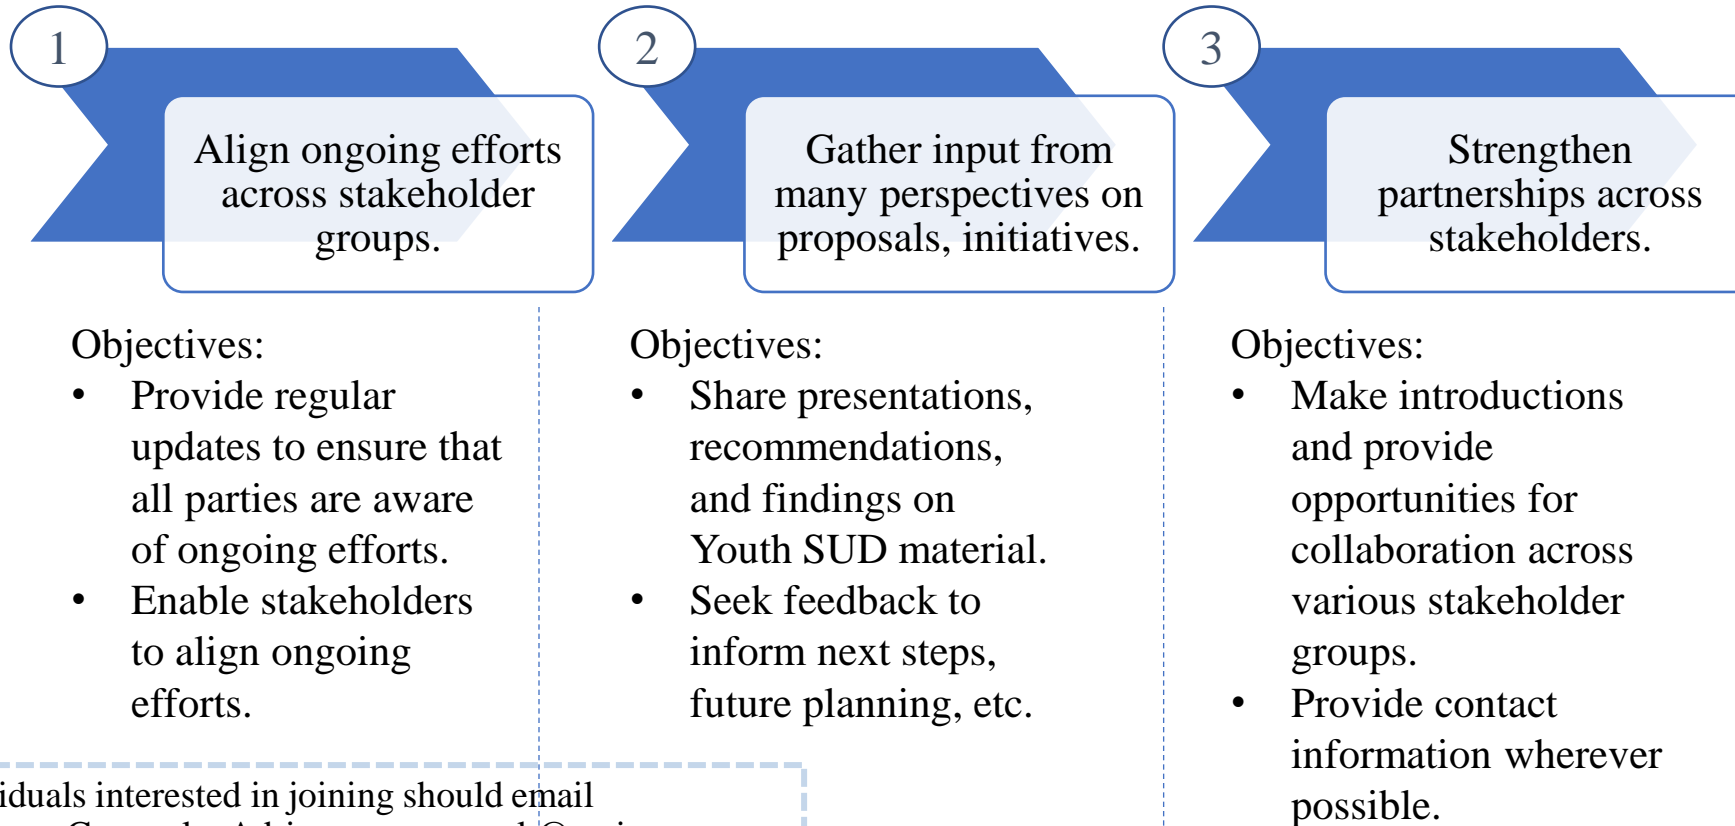 1
Align ongoing efforts
across stakeholder
groups.
Objectives:
• Provide regular
updates to ensure that
all parties are aware
of ongoing efforts.
• Enable stakeholders
to align ongoing
efforts.
2
Gather input from
many perspectives on
proposals, initiatives.
Objectives:
• Share presentations,
recommendations,
and findings on
Youth SUD material.
• Seek feedback to
inform next steps,
future planning, etc.
3
Strengthen
partnerships across
stakeholders.
Objectives:
• Make introductions
and provide
opportunities for
collaboration across
various stakeholder
groups.
• Provide contact
information wherever
possible.
interested in joining should email